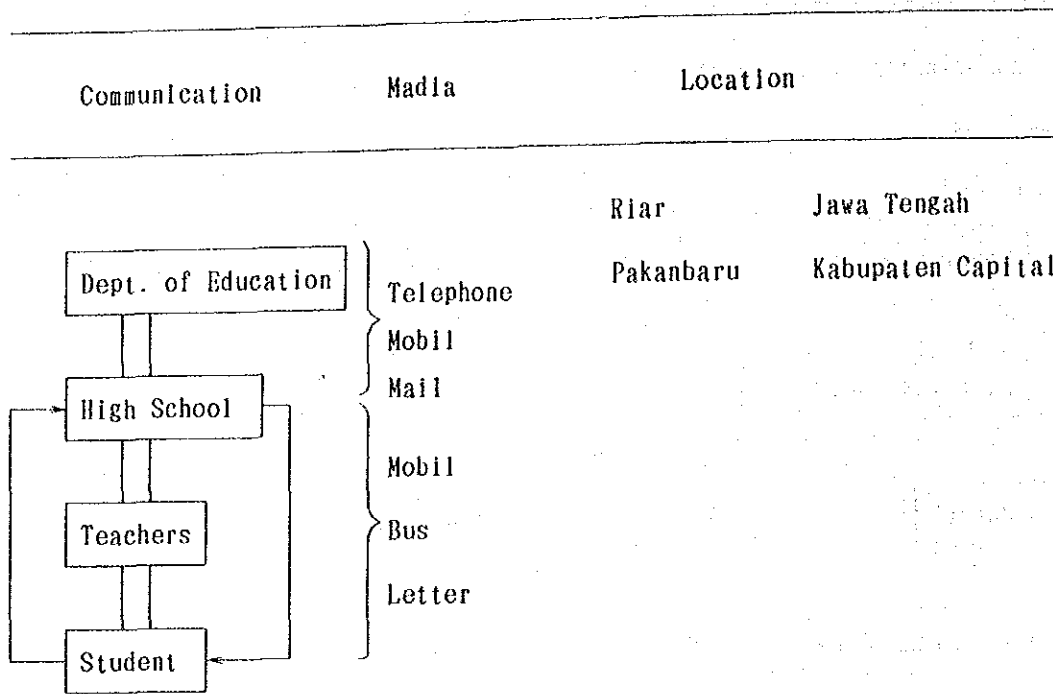 Communication Madia Location
Riar Jawa Tengah
Pakanbaru Kabupaten Capital
Dept. of Education
Telephone
Mobil
Mail
High School
Mobil
Teachers
Bus
Letter
Student